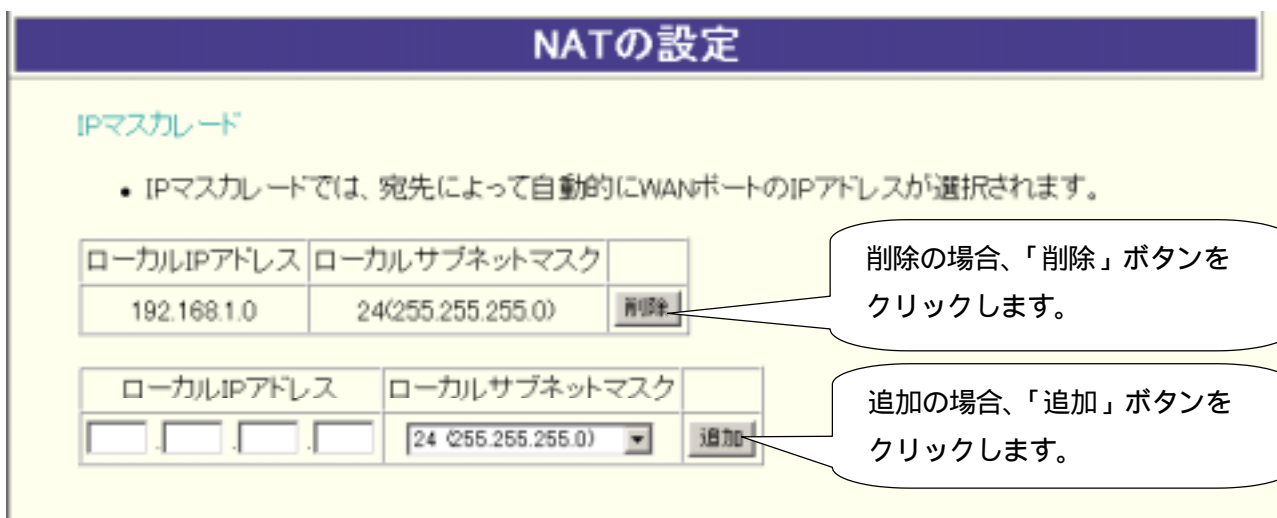 NATの設定
IPマスカレード
• IPマスカレードでは、宛先によって自動的にWANポートのIPアドレスが選択されます。
ローカルIPアドレス ローカルサブネットマスク
192.168.1.0 24(255.255.255.0) 削除
削除の場合、「削除」ボタンを
クリックします。
ローカルIPアドレス ローカルサブネットマスク
. . . 24 (255.255.255.0) 追加
追加の場合、「追加」ボタンを
クリックします。